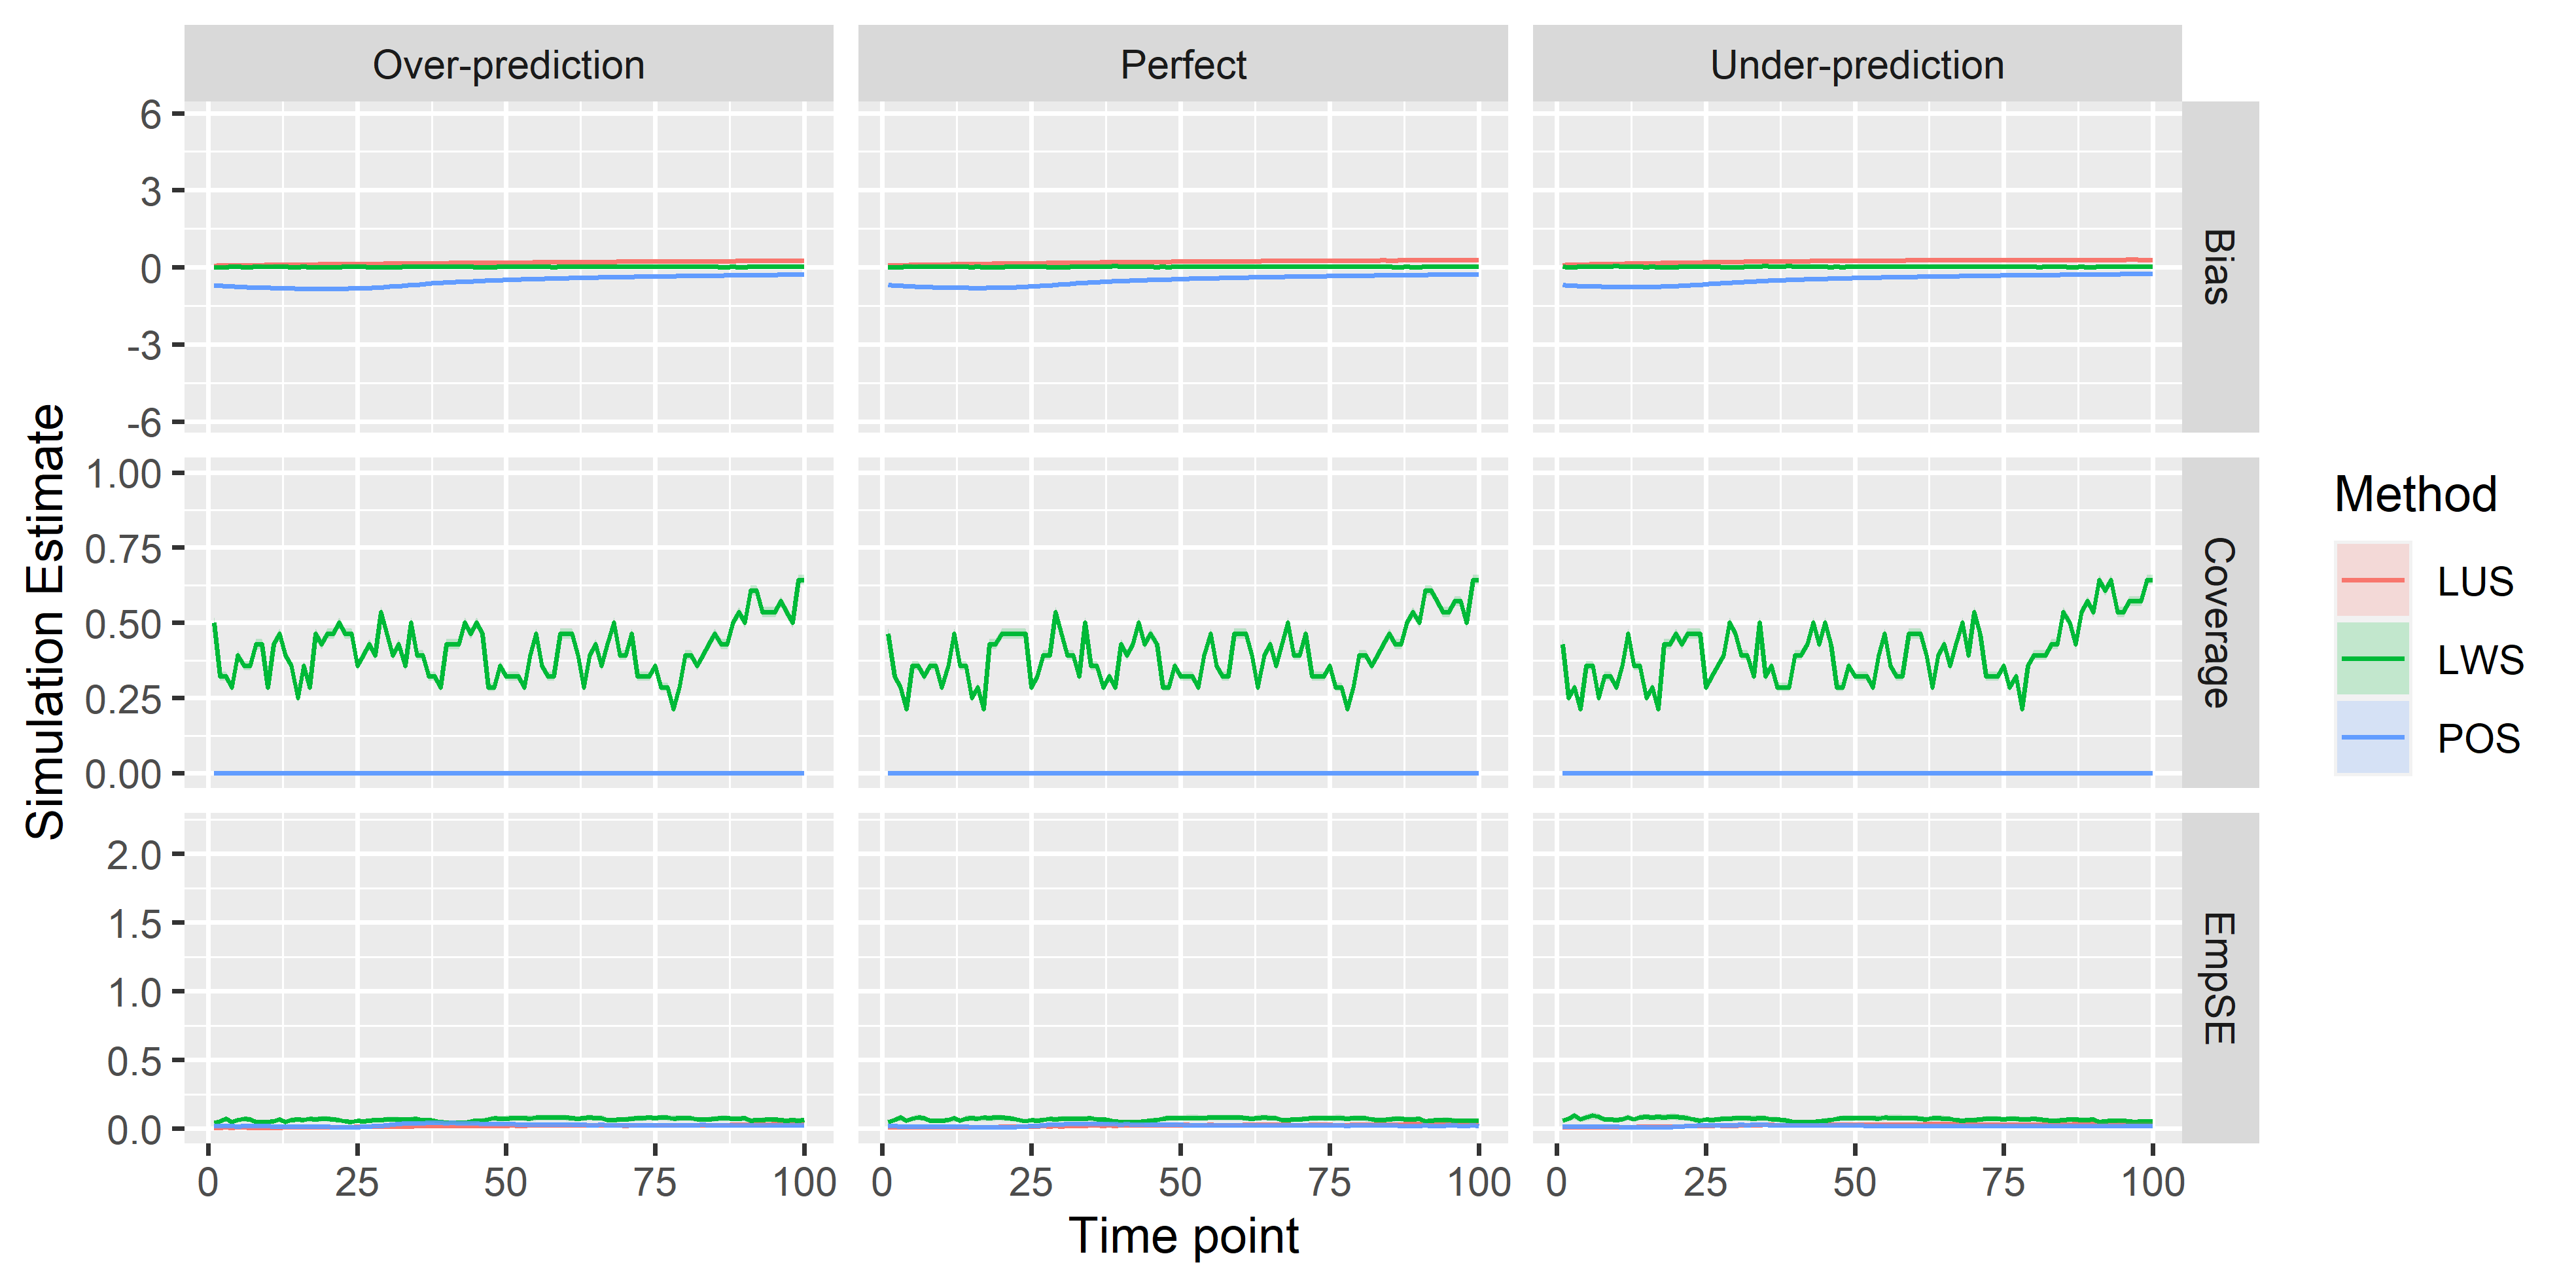 Over-prediction Perfect Under-prediction
6
3
0
-3
-6
Bias
1.00
0.75
0.50
0.25
0.00
Coverage
2.0
1.5
1.0
0.5
0.0
EmpSE
0 25 50 75 100 0 25 50 75 100 0 25 50 75 100
Time point
Simulation Estimate
Method
LUS
LWS
POS